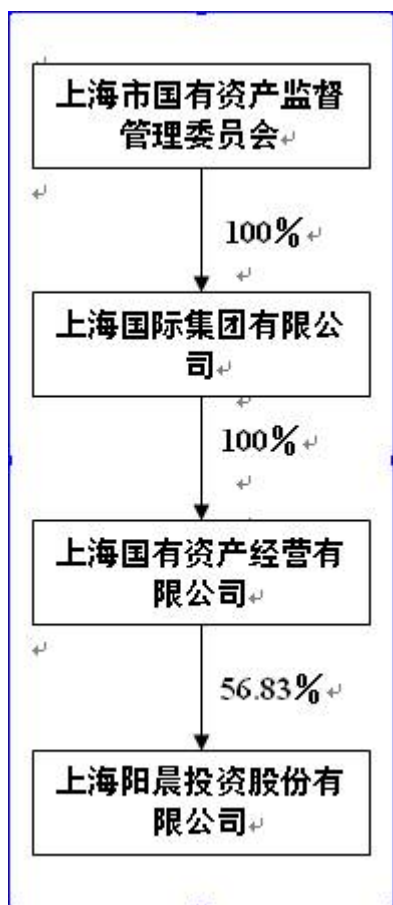 上海市国有资产监督
管理委员会
100%
上海国际集团有限公
司
100%
上海国有资产经营有
限公司
56.83%
上海阳晨投资股份有
限公司